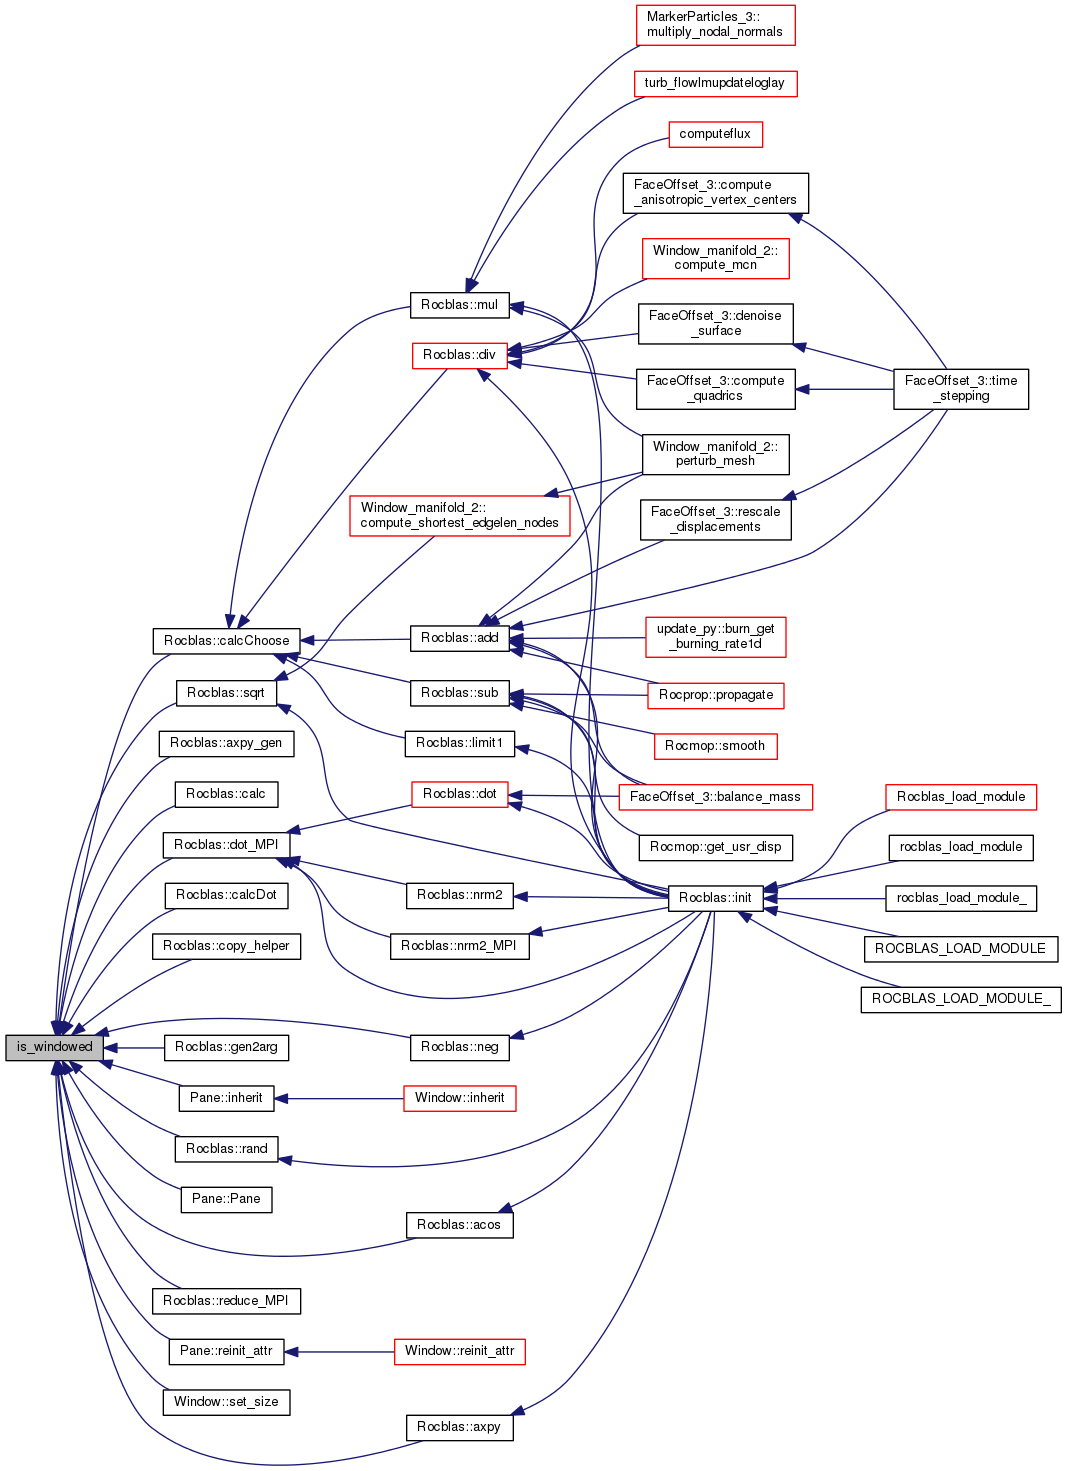 MarkerParticles_3::
multiply_nodal_normals
turb_flowlmupdateloglay
computeflux
FaceOffset_3::compute
_anisotropic_vertex_centers
Window_manifold_2::
compute_mcn
Rocblas::mul
FaceOffset_3::denoise
_surface
Rocblas::div
FaceOffset_3::compute
_quadrics
FaceOffset_3::time
_stepping
Window_manifold_2::
perturb_mesh
Window_manifold_2::
compute_shortest_edgelen_nodes
FaceOffset_3::rescale
_displacements
Rocblas::calcChoose
Rocblas::add
update_py::burn_get
_burning_rate1d
Rocblas::sqrt
Rocblas::sub
Rocprop::propagate
Rocblas::axpy_gen
Rocblas::limit1
Rocmop::smooth
Rocblas::calc
Rocblas::dot
FaceOffset_3::balance_mass
Rocblas_load_module
Rocblas::dot_MPI
Rocmop::get_usr_disp
rocblas_load_module
Rocblas::calcDot
Rocblas::nrm2
Rocblas::init
rocblas_load_module_
Rocblas::copy_helper
Rocblas::nrm2_MPI
ROCBLAS_LOAD_MODULE
ROCBLAS_LOAD_MODULE_
is_windowed
Rocblas::gen2arg
Rocblas::neg
Pane::inherit
Window::inherit
Rocblas::rand
Pane::Pane
Rocblas::acos
Rocblas::reduce_MPI
Pane::reinit_attr
Window::reinit_attr
Window::set_size
Rocblas::axpy